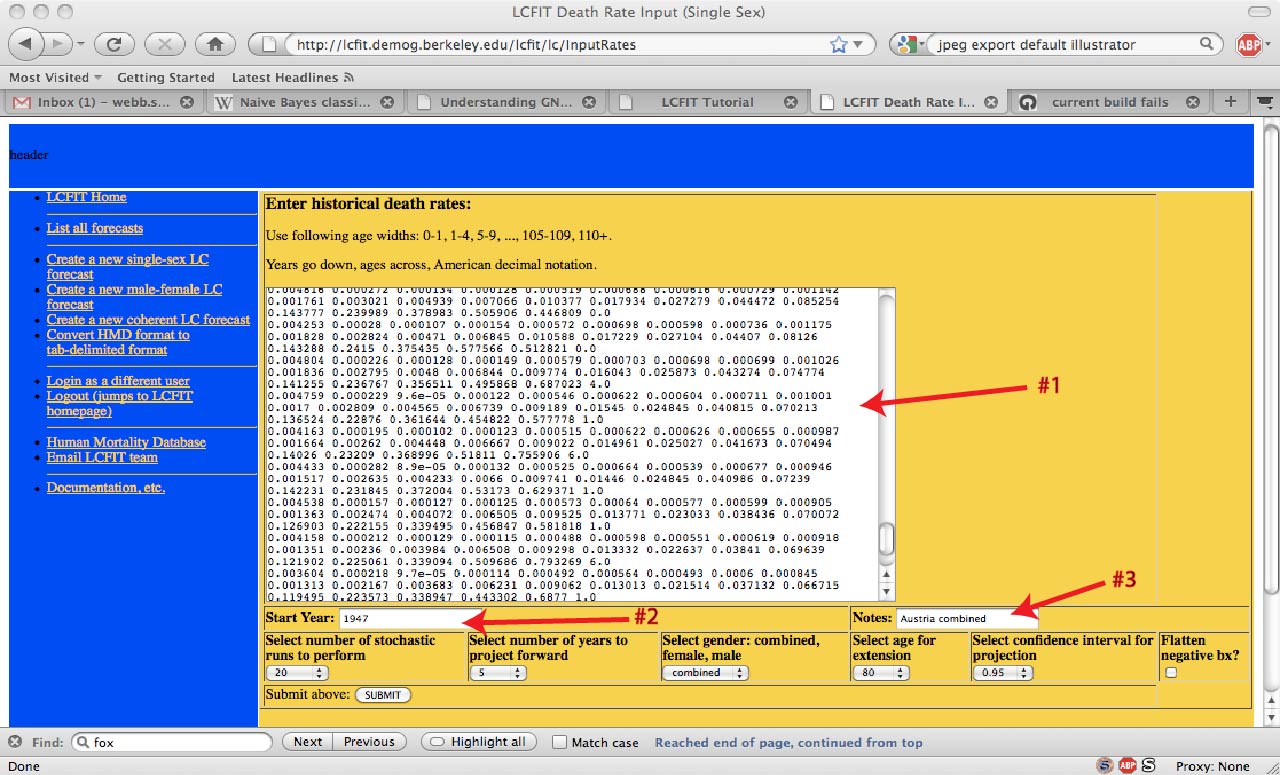 LCFIT Death Rate Input (Single Sex)
http://lcfit.demog.berkeley.edu/lcfit/lc/InputRates
jpeg export default illustrator
ABP
Most Visited
Getting Started
Latest Headlines
Inbox (1) – webb.s...
Naive Bayes classi...
Understanding GN...
LCFIT Tutorial
LCFIT Death Rate I...
current build fails
header
LCFIT Home
List all forecasts
Create a new single-sex LC
forecast
Create a new male-female LC
forecast
Create a new coherent LC forecast
Convert HMD format to
tab-delimited format
Login as a different user
Logout (jumps to LCFIT
homepage)
Human Mortality Database
Email LCFIT team
Documentation, etc.
Enter historical death rates:
Use following age widths: 0-1, 1-4, 5-9, ..., 105-109, 110+.
Years go down, ages across, American decimal notation.
0.001761 0.003021 0.004939 0.007066 0.010377 0.017934 0.027279 0.044472 0.085254
0.143777 0.239989 0.378983 0.505906 0.446809 0.0
0.004253 0.00028 0.000107 0.000154 0.000572 0.000698 0.000598 0.000736 0.001175
0.001828 0.002824 0.00471 0.006845 0.010588 0.017229 0.027104 0.04407 0.08126
0.143288 0.2415 0.375435 0.577566 0.512821 0.0
0.004804 0.000226 0.000128 0.000149 0.000579 0.000703 0.000698 0.000699 0.001026
0.001836 0.002795 0.0048 0.006644 0.009774 0.016043 0.025873 0.043274 0.074774
0.141255 0.236767 0.356511 0.495868 0.687023 4.0
0.004759 0.000229 9.6e-05 0.000122 0.000546 0.000622 0.000604 0.000711 0.001001
0.0017 0.002809 0.004565 0.006739 0.009189 0.01545 0.024845 0.040815 0.070213
0.136524 0.22876 0.361644 0.454822 0.577778 1.0
0.004163 0.000195 0.000102 0.000123 0.000515 0.000622 0.000626 0.000655 0.000987
0.001664 0.00262 0.004448 0.006667 0.009022 0.014961 0.025027 0.041673 0.070494
0.14026 0.23209 0.368996 0.51811 0.755906 6.0
0.004433 0.000282 8.9e-05 0.000132 0.000525 0.000664 0.000539 0.000677 0.000946
0.001517 0.002635 0.004233 0.0066 0.009741 0.01446 0.024845 0.040986 0.07239
0.142231 0.231845 0.372004 0.53173 0.629371 1.0
0.004538 0.000157 0.000127 0.000125 0.000573 0.00064 0.000577 0.000599 0.000905
0.001363 0.002474 0.004072 0.006505 0.009525 0.013771 0.023033 0.038436 0.070072
0.126903 0.222155 0.339495 0.456847 0.581818 1.0
0.004158 0.000212 0.000129 0.000115 0.000488 0.000598 0.000551 0.000619 0.000918
0.001351 0.00236 0.003984 0.006508 0.009298 0.013332 0.022637 0.03841 0.069639
0.121902 0.225061 0.339094 0.509686 0.793269 6.0
0.003604 0.000218 9.7e-05 0.000114 0.000492 0.000564 0.000493 0.0006 0.000845
0.001313 0.002167 0.003683 0.006231 0.009062 0.013013 0.021514 0.037132 0.066715
0.119495 0.223573 0.336947 0.443302 0.6877 1.0
#1
#2
#3
Start Year: 1947
Notes: Austria combined
Select number of stochastic
runs to perform
20
Select number of years to
project forward
5
Select gender: combined,
female, male
combined
Select age for
extension
80
Select confidence interval for
projection
0.95
Flatten
negative bx?
Submit above: SUBMIT
Find: fox
Next
Previous
Highlight all
Match case
Reached end of page, continued from top
Done
ABP
Proxy: None